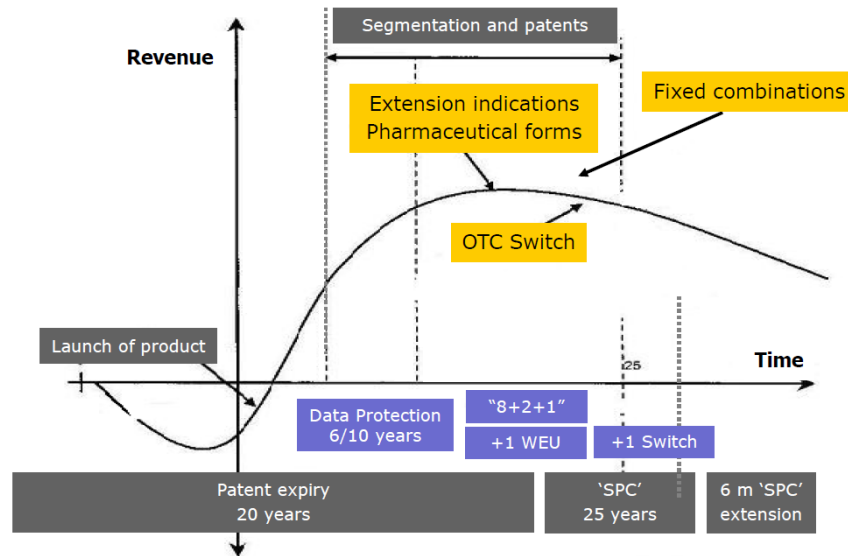 Segmentation and patents
Revenue
Extension indications
Pharmaceutical forms
Fixed combinations
OTC Switch
Launch of product
25
Time
Data Protection
6/10 years
“8+2+1”
+1 WEU
+1 Switch
Patent expiry
20 years
‘SPC’
25 years
6 m ‘SPC’
extension